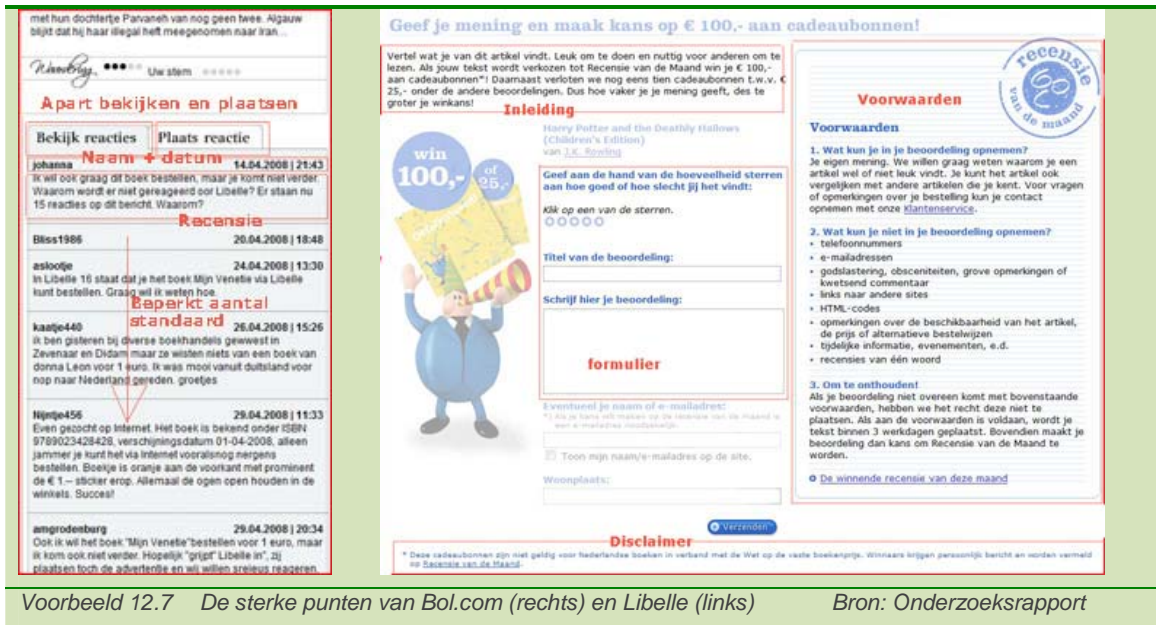 met hun dochtertje Parvaneh van nog geen twee. Algauw
blijkt dat hij haar illegaal heft meegenomen naar Iran...
Waardering
Uw stem
Apart bekijken en plaatsen
Bekijk reacties
Plaats reactie
Naam + datum
johanna 14.04.2008 | 21:43
Ik wil ook graag dit boek bestellen, maar je komt niet verder.
Waarom wordt er niet gereageerd oor Libelle? Er staan nu
15 reacties op dit bericht. Waarom?
Recensie
Bliss1986 20.04.2008 | 18:48
aslootje 24.04.2008 | 13:30
In Libelle 16 staat dat je het boek Mijn Venetie via Libelle
kunt bestellen. Graag wil ik weten hoe.
Beperkt aantal
standaard
kaatje440 26.04.2008 | 15:26
ik ben gisteren bij diverse boekhandels gewwest in
Zevenaar en Didam maar ze wisten niets van een boek van
donna Leon voor 1 euro. Ik was mooi vanuit duitsland voor
nop naar Nederland gereden. groetjes
Nijntje456 29.04.2008 | 11:33
Even gezocht op Internet. Het boek is bekend onder ISBN
9789023428428, verschijningsdatum 01-04-2008, alleen
jammer je kunt het via Internet vooralsnog nergens
bestellen. Boekje is oranje aan de voorkant met prominent
de € 1.-- sticker erop. Allemaal de ogen open houden in de
winkels. Succes!
amgrodenburg 29.04.2008 | 20:34
Ook ik wil het boek "Mijn Venetie"bestellen voor 1 euro, maar
ik kom ook niet verder. Hopelijk "grijpt" Libelle in", zij
plaatsen toch de advertentie en wij willen sreieus reageren.
Geef je mening en maak kans op € 100,- aan cadeaubonnen!
Vertel wat je van dit artikel vindt. Leuk om te doen en nuttig voor anderen om te
lezen. Als jouw tekst wordt verkozen tot Recensie van de Maand win je € 100,-
aan cadeaubonnen*! Daarnaast verloten we nog eens tien cadeaubonnen t.w.v. €
25,- onder de andere beoordelingen. Dus hoe vaker je je mening geeft, des te
groter je winkans!
Inleiding
win
100,-
of
25,-
Harry Potter and the Deathly Hallows
(Children's Edition)
van J.K. Rowling
Geef aan de hand van de hoeveelheid sterren
aan hoe goed of hoe slecht jij het vindt:
Klik op een van de sterren.
Titel van de beoordeling:
Schrijf hier je beoordeling:
formulier
Eventueel je naam of e-mailadres:
*) Als je kans wilt maken op de recensie van de maand is
een e-mailadres noodzakelijk.
Toon mijn naam/e-mailadres op de site.
Woonplaats:
Verzenden
recensie
van de maand
Voorwaarden
Voorwaarden
1. Wat kun je in je beoordeling opnemen?
Je eigen mening. We willen graag weten waarom je een
artikel wel of niet leuk vindt. Je kunt het artikel ook
vergelijken met andere artikelen die je kent. Voor vragen
of opmerkingen over je bestelling kun je contact
opnemen met onze Klantenservice.
2. Wat kun je niet in je beoordeling opnemen?
• telefoonnummers
• e-mailadressen
• godslastering, obsceniteiten, grove opmerkingen of
kwetsend commentaar
• links naar andere sites
• HTML-codes
• opmerkingen over de beschikbaarheid van het artikel,
de prijs of alternatieve bestelwijzen
• tijdelijke informatie, evenementen, e.d.
• recensies van één woord
3. Om te onthouden!
Als je beoordeling niet overeen komt met bovenstaande
voorwaarden, hebben we het recht deze niet te
plaatsen. Als aan de voorwaarden is voldaan, wordt je
tekst binnen 3 werkdagen geplaatst. Bovendien maakt je
beoordeling dan kans om Recensie van de Maand te
worden.
De winnende recensie van deze maand
Disclaimer
* Deze cadeaubonnen zijn niet geldig voor Nederlandse boeken in verband met de Wet op de vaste boekenprijs. Winnaars krijgen persoonlijk bericht en worden vermeld
op Recensie van de Maand.
Voorbeeld 12.7 De sterke punten van Bol.com (rechts) en Libelle (links) Bron: Onderzoeksrapport